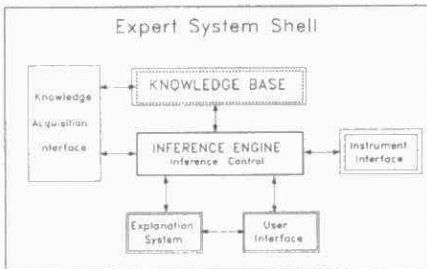 Expert System Shell
Knowledge
Acquisition
Interface
KNOWLEDGE BASE
INFERENCE ENGINE
Inference Control
Instrument
Interface
Explanation
System
User
Interface